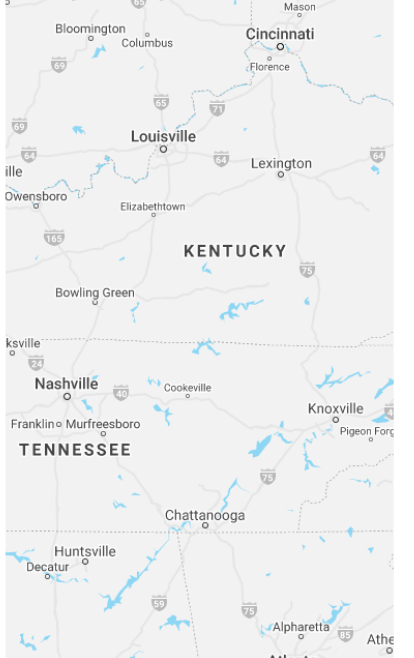 Mason
Bloomington
Cincinnati
Columbus
Florence
69
65
71
69
Louisville
64
64
64
Lexington
ille
Owensboro
Elizabethtown
165
KENTUCKY
75
Bowling Green
ksville
24
Nashville
40
Cookeville
Knoxville
Franklin
Murfreesboro
Pigeon Forg
TENNESSEE
75
Chattanooga
Huntsville
Decatur
59
75
Alpharetta
85
Athe